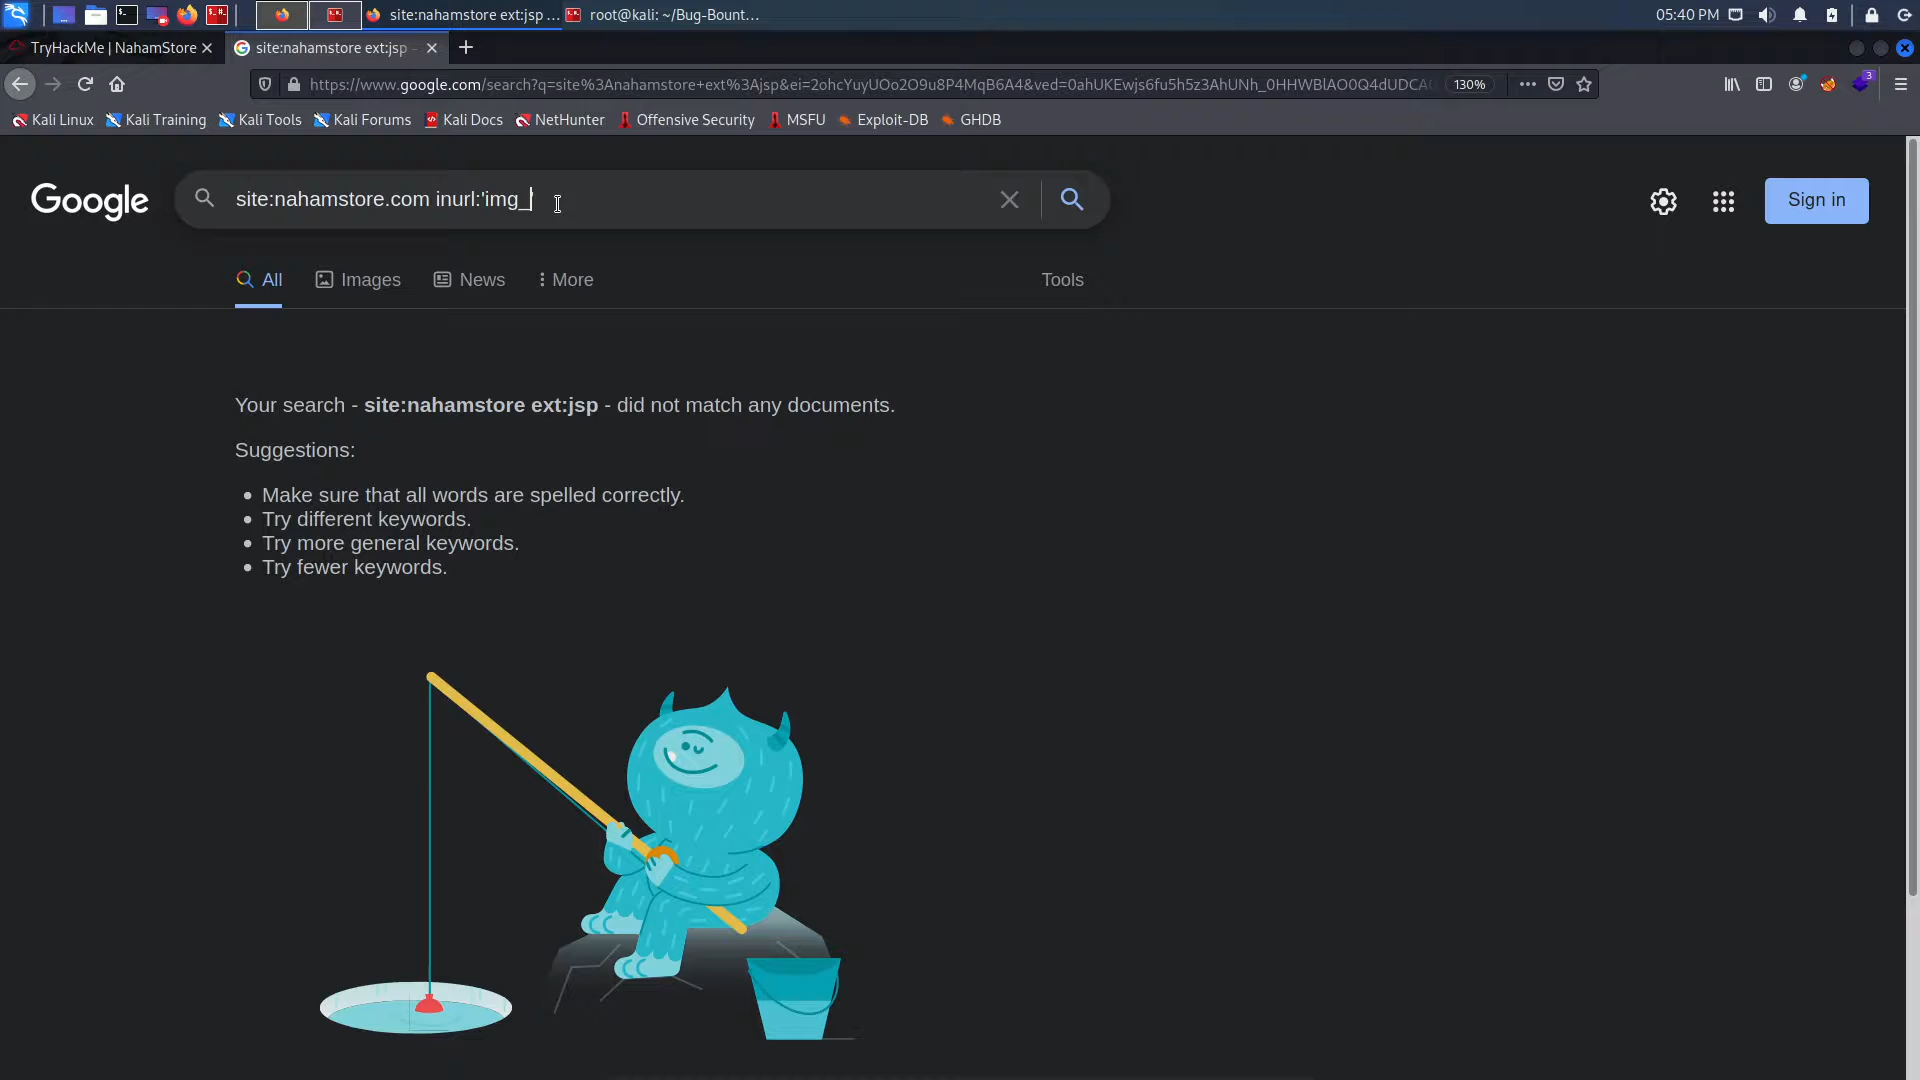 site:nahamstore ext:jsp ...
root@kali: ~/Bug-Bount...
05:40 PM
TryHackMe | NahamStore
site:nahamstore ext:jsp -
https://www.google.com/search?q=site%3Anahamstore+ext%3Ajsp&ei=2ohcYuyUOo2O9u8P4MqB6A4&ved=0ahUKEwjs6fu5h5z3AhUNh_0HHWBlAO0Q4dUDCA
130%
3
Kali Linux
Kali Training
Kali Tools
Kali Forums
Kali Docs
NetHunter
Offensive Security
MSFU
Exploit-DB
GHDB
Google
site:nahamstore.com inurl:'img_'
Sign in
All
Images
News
More
Tools
Your search - site:nahamstore ext:jsp - did not match any documents.
Suggestions:
Make sure that all words are spelled correctly.
Try different keywords.
Try more general keywords.
Try fewer keywords.